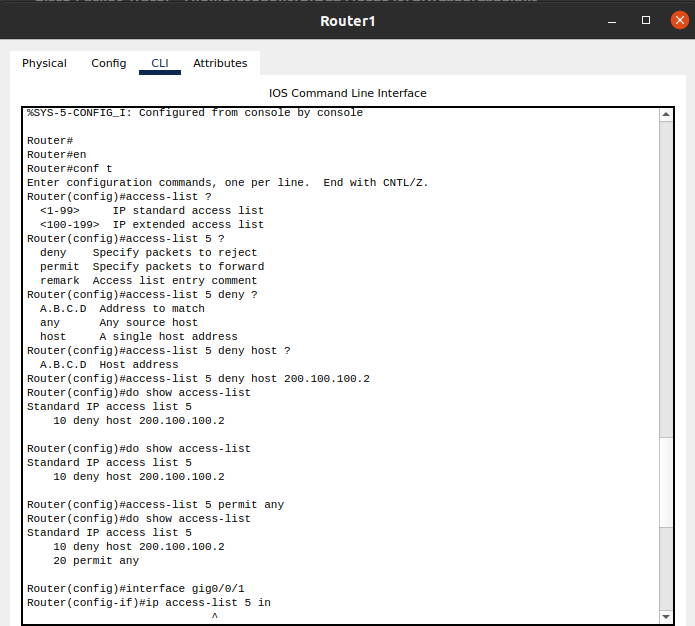 Router1
Physical Config CLI Attributes
IOS Command Line Interface
%SYS-5-CONFIG_I: Configured from console by console
Router#
Router#en
Router#conf t
Enter configuration commands, one per line.  End with CNTL/Z.
Router(config)#access-list ?
  <1-99>     IP standard access list
  <100-199>  IP extended access list
Router(config)#access-list 5 ?
  deny    Specify packets to reject
  permit  Specify packets to forward
  remark  Access list entry comment
Router(config)#access-list 5 deny ?
  A.B.C.D  Address to match
  any      Any source host
  host     A single host address
Router(config)#access-list 5 deny host ?
  A.B.C.D  Host address
Router(config)#access-list 5 deny host 200.100.100.2
Router(config)#do show access-list
Standard IP access list 5
    10 deny host 200.100.100.2
Router(config)#do show access-list
Standard IP access list 5
    10 deny host 200.100.100.2
Router(config)#access-list 5 permit any
Router(config)#do show access-list
Standard IP access list 5
    10 deny host 200.100.100.2
    20 permit any
Router(config)#interface gig0/0/1
Router(config-if)#ip access-list 5 in
^